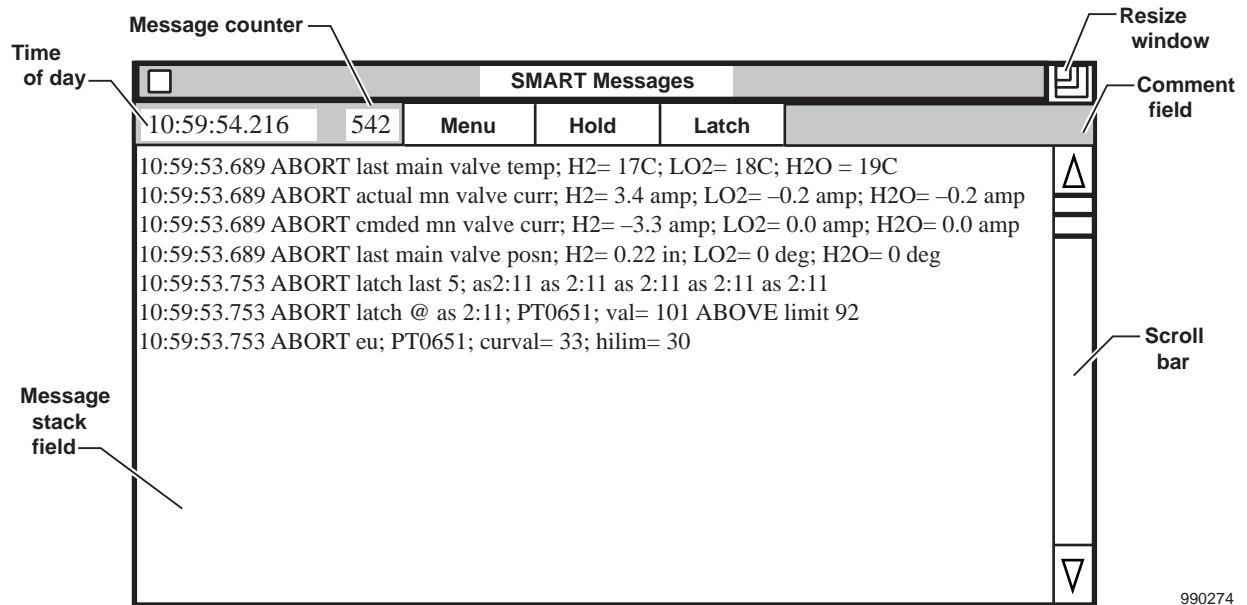 Message counter
Resize
window
Time
of day
SMART Messages
Comment
field
10:59:54.216 542 Menu Hold Latch
10:59:53.689 ABORT last main valve temp; H2= 17C; LO2= 18C; H2O = 19C
10:59:53.689 ABORT actual mn valve curr; H2= 3.4 amp; LO2= –0.2 amp; H2O= –0.2 amp
10:59:53.689 ABORT cmded mn valve curr; H2= –3.3 amp; LO2= 0.0 amp; H2O= 0.0 amp
10:59:53.689 ABORT last main valve posn; H2= 0.22 in; LO2= 0 deg; H2O= 0 deg
10:59:53.753 ABORT latch last 5; as2:11 as 2:11 as 2:11 as 2:11 as 2:11
10:59:53.753 ABORT latch @ as 2:11; PT0651; val= 101 ABOVE limit 92
10:59:53.753 ABORT eu; PT0651; curval= 33; hilim= 30
Scroll
bar
Message
stack
field
990274